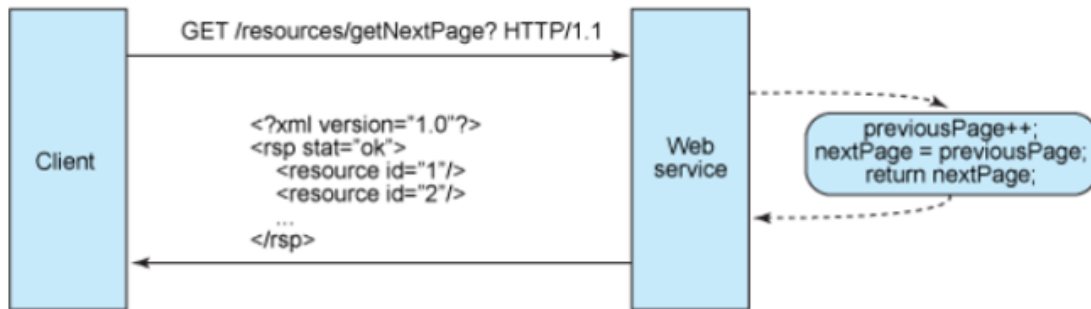 GET /resources/getNextPage? HTTP/1.1
<?xml version="1.0"?>
<rsp stat="ok">
<resource id="1"/>
<resource id="2"/>
...
</rsp>
Client
Web
service
previousPage++;
nextPage = previousPage;
return nextPage;